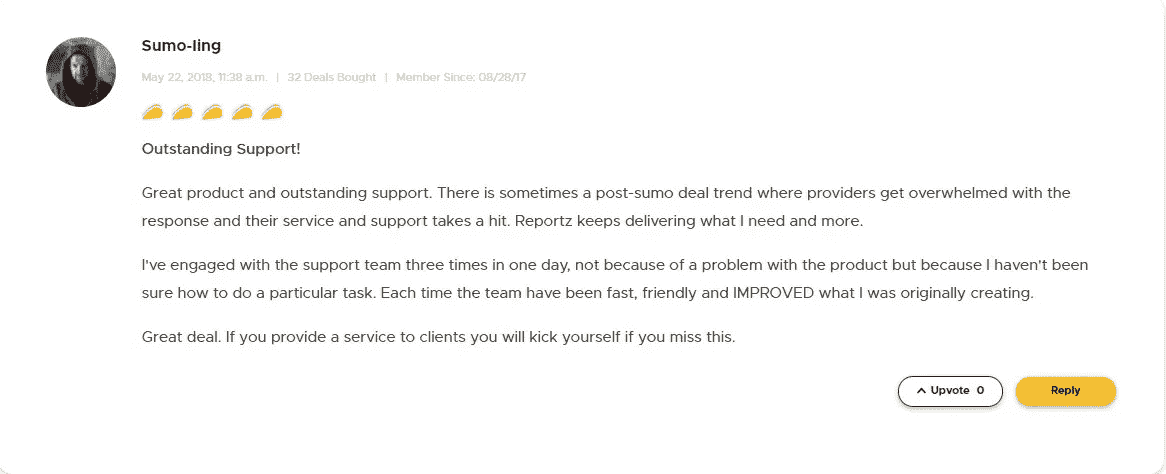 Sumo-ling
May 22, 2018, 11:38 a.m. | 32 Deals Bought | Member Since: 08/28/17
Outstanding Support!
Great product and outstanding support. There is sometimes a post-sumo deal trend where providers get overwhelmed with the
response and their service and support takes a hit. Reportz keeps delivering what I need and more.
I've engaged with the support team three times in one day, not because of a problem with the product but because I haven't been
sure how to do a particular task. Each time the team have been fast, friendly and IMPROVED what I was originally creating.
Great deal. If you provide a service to clients you will kick yourself if you miss this.
Upvote 0 Reply